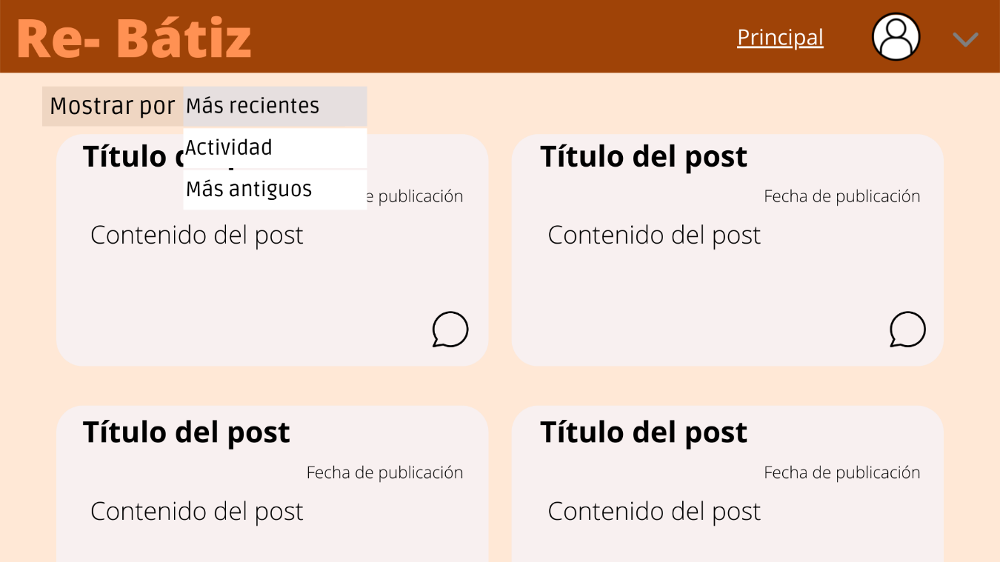 Re- Bátiz
Principal
Mostrar por
Más recientes
Actividad
Más antiguos
Título
Título del post
publicación
Fecha de publicación
Contenido del post
Contenido del post
Título del post
Título del post
Fecha de publicación
Fecha de publicación
Contenido del post
Contenido del post